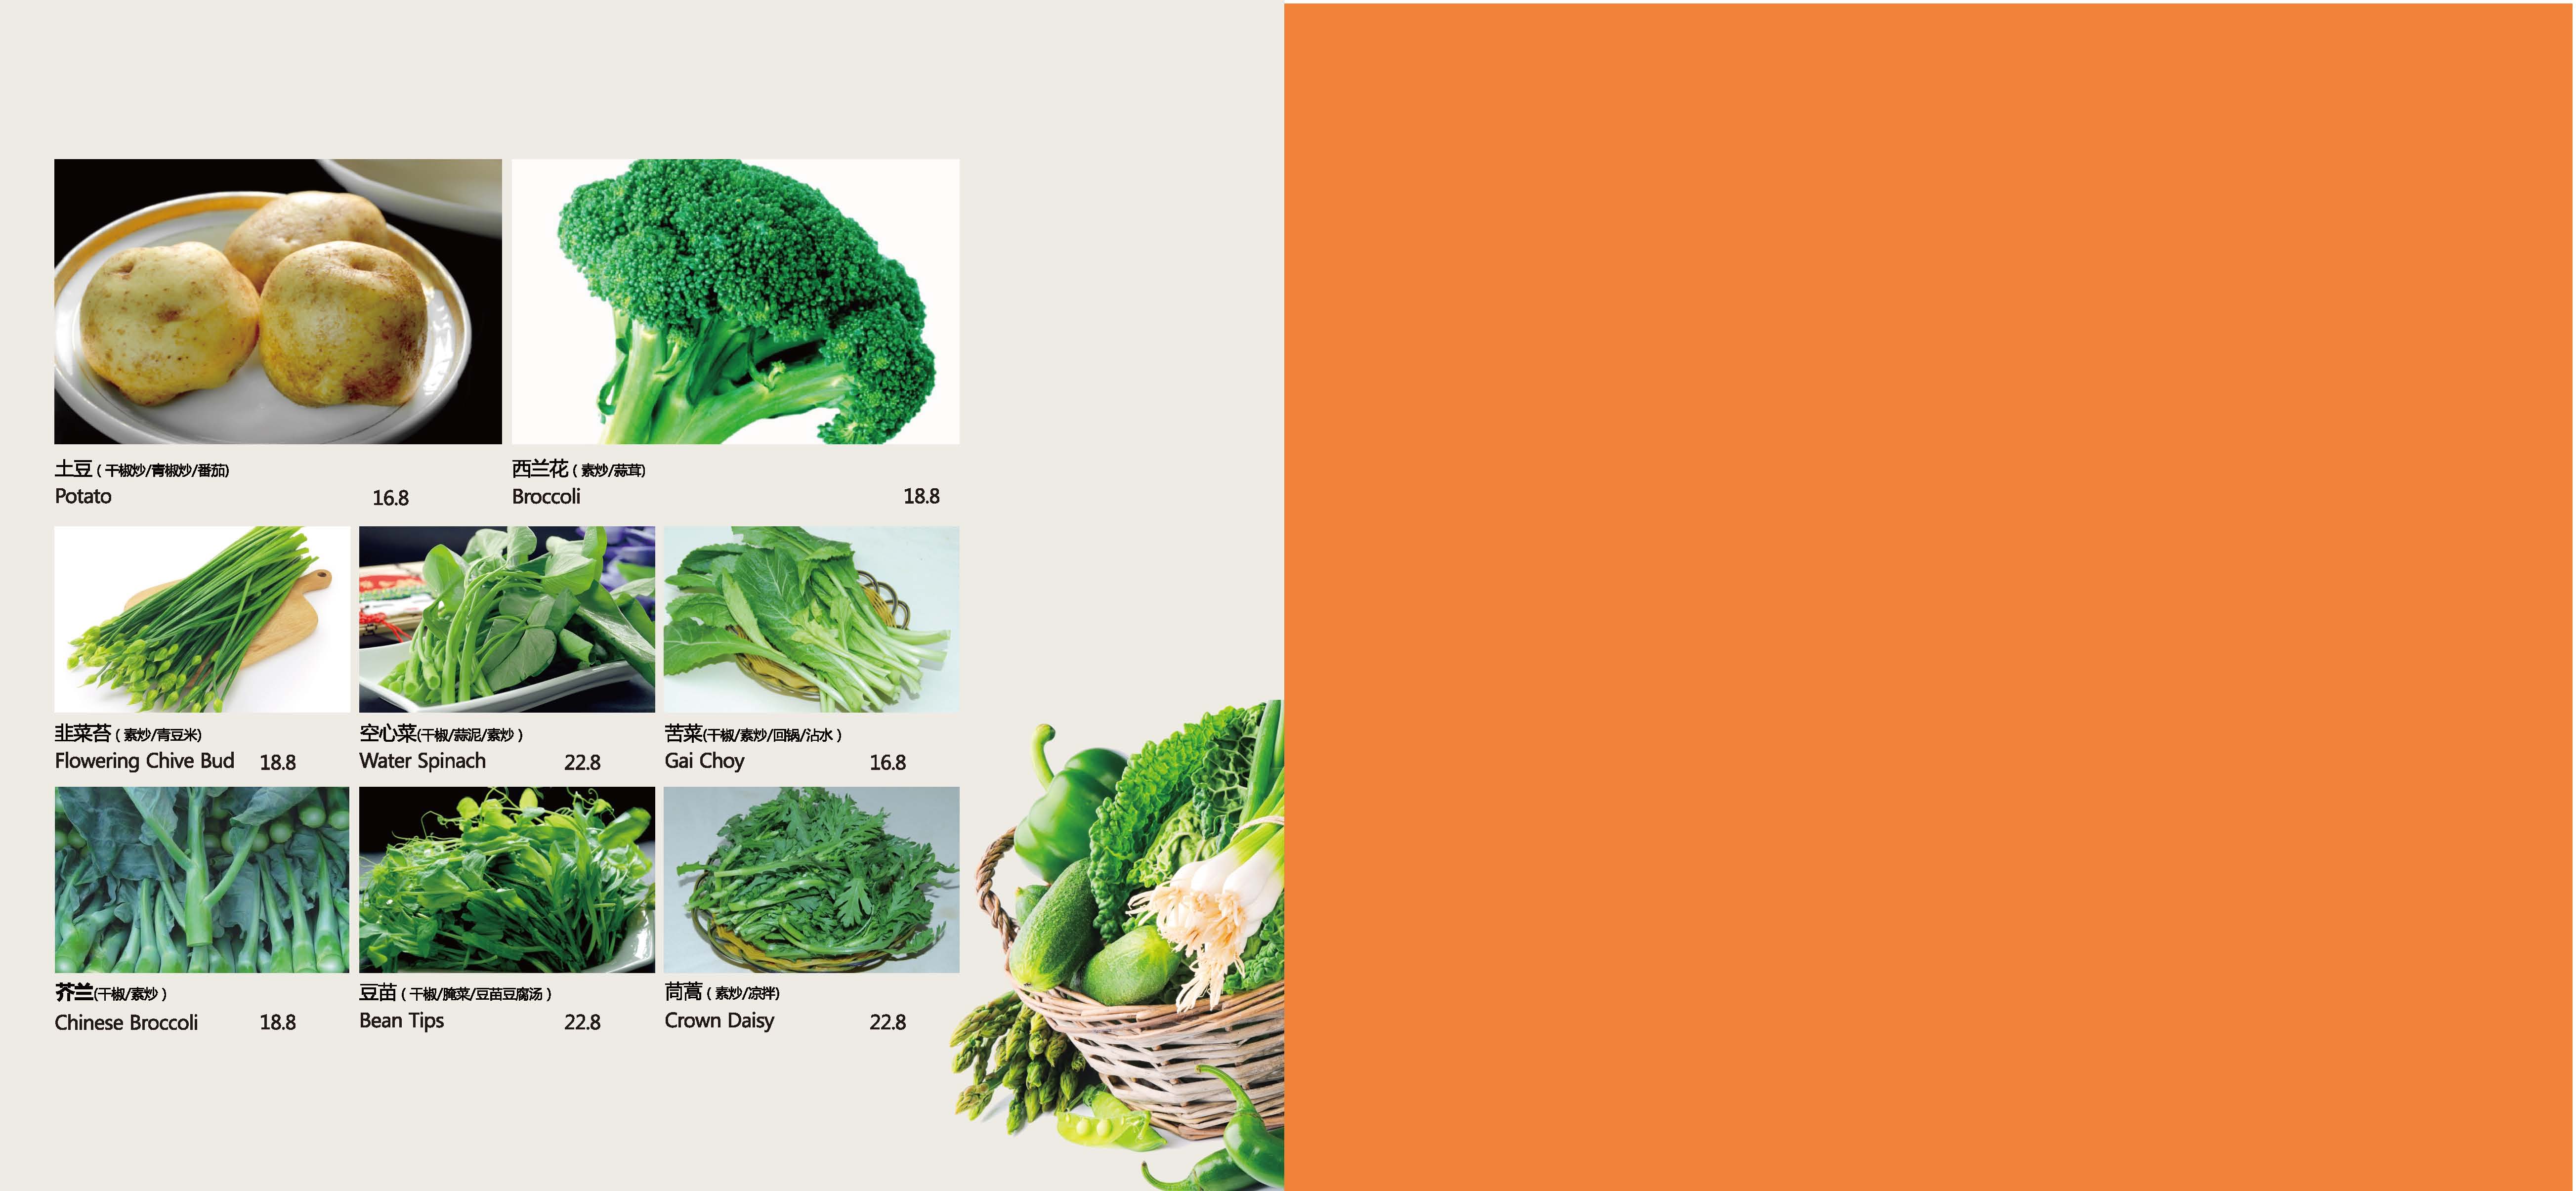 土豆（干椒炒/青椒炒/番茄)
Potato 16.8
西兰花（素炒/蒜茸)
Broccoli 18.8
韭菜苔（素炒/青豆米)
Flowering Chive Bud 18.8
空心菜(干椒/蒜泥/素炒）
Water Spinach 22.8
苦菜(干椒/素炒/回锅/沾水）
Gai Choy 16.8
芥兰(干椒/素炒）
Chinese Broccoli 18.8
豆苗（干椒/腌菜/豆苗豆腐汤）
Bean Tips 22.8
茼蒿（素炒/凉拌)
Crown Daisy 22.8